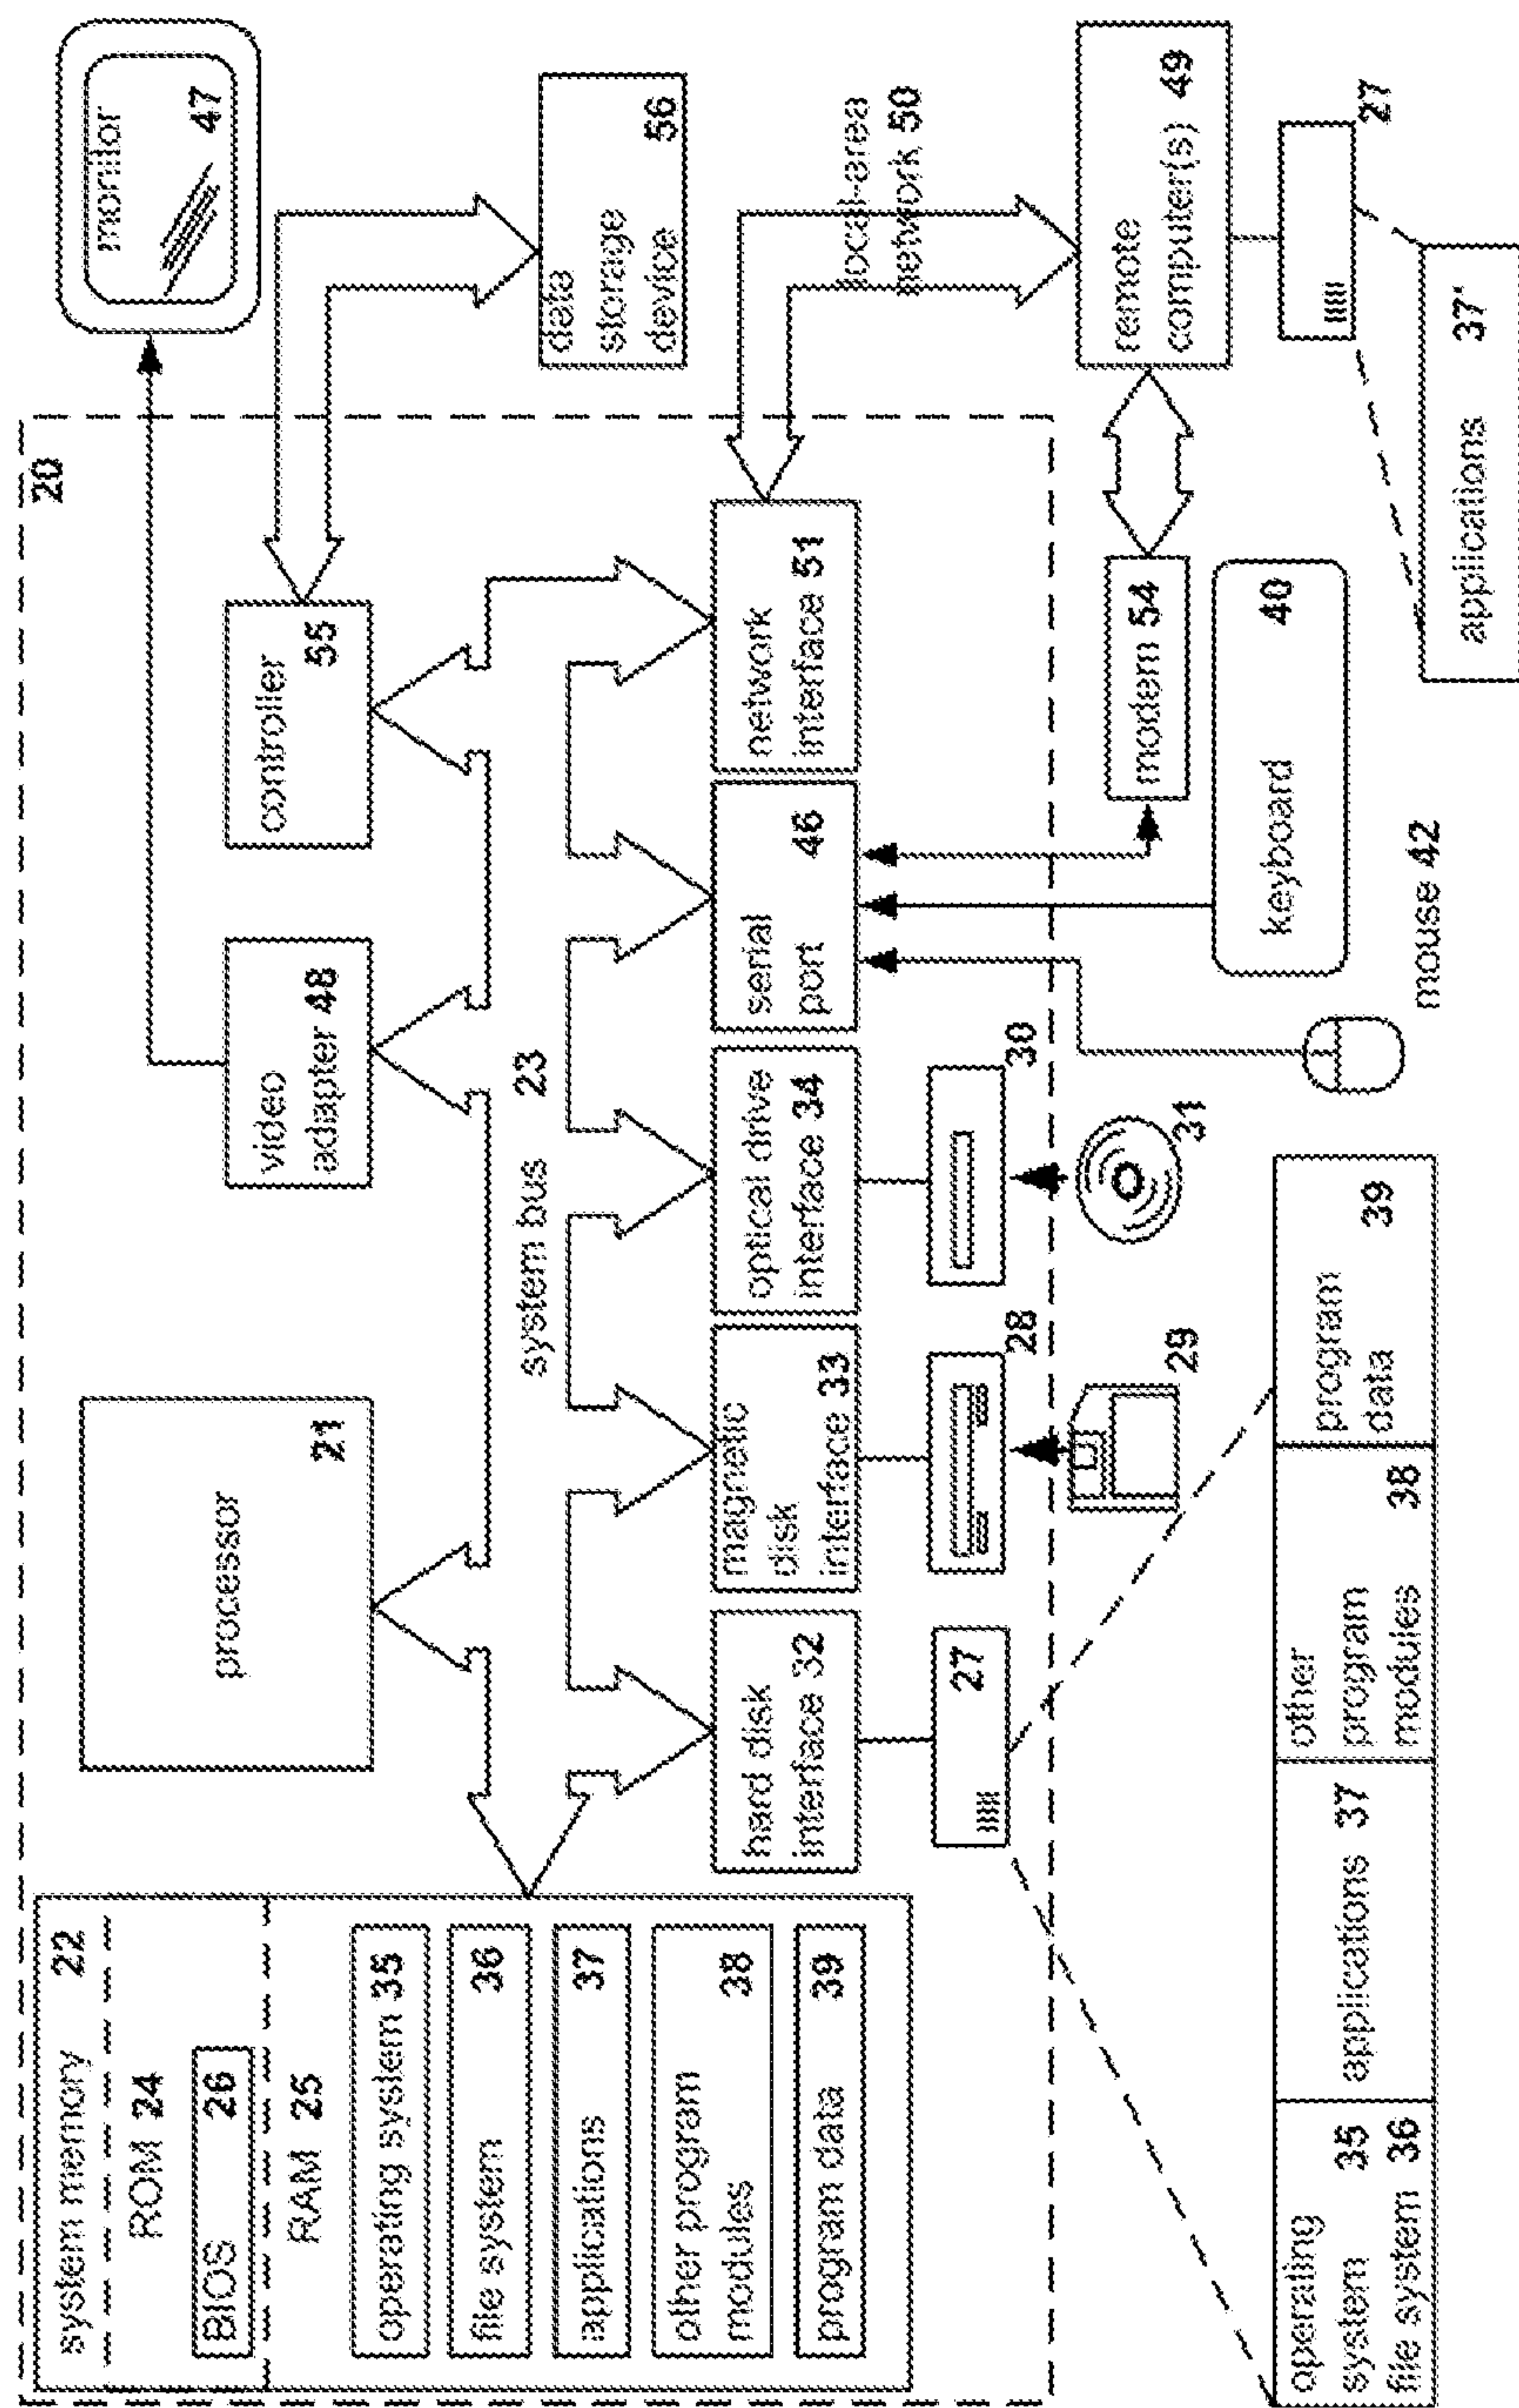 system memory 22
ROM 24
BIOS 26
RAM 25
operating system 35
file system 36
applications 37
other program
modules 38
program data 39
20
processor
21
video
adapter 48
controller
55
monitor
47
system bus 23
data
storage
device 56
hard disk
interface 32
magnetic
disk
interface 33
optical drive
interface 34
serial
port 46
network
interface 51
local-area
network 50
27
28
30
29
31
modem 54
remote
computer(s) 49
keyboard 40
mouse 42
27
operating
system 35
file system 36
applications 37
other
program
modules 38
program
data 39
applications 37'